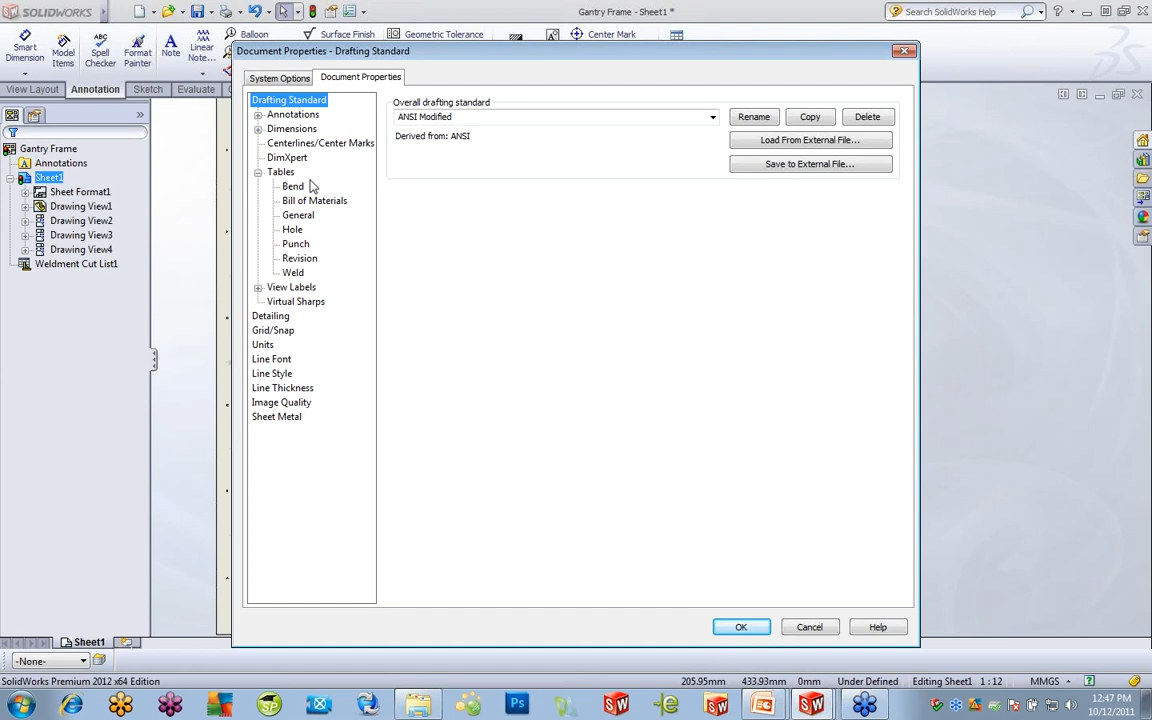 SOLIDWORKS
Gantry Frame - Sheet1 *
Search SolidWorks Help
Smart
Dimension
Model
Items
Spell
Checker
Format
Painter
Note
Linear
Note...
Balloon
Surface Finish
Geometric Tolerance
Center Mark
View Layout
Annotation
Sketch
Evaluate
Gantry Frame
Annotations
Sheet1
Sheet Format1
Drawing View1
Drawing View2
Drawing View3
Drawing View4
Weldment Cut List1
Document Properties - Drafting Standard
System Options
Document Properties
Drafting Standard
Annotations
Dimensions
Centerlines/Center Marks
DimXpert
Tables
Bend
Bill of Materials
General
Hole
Punch
Revision
Weld
View Labels
Virtual Sharps
Detailing
Grid/Snap
Units
Line Font
Line Style
Line Thickness
Image Quality
Sheet Metal
Overall drafting standard
ANSI Modified
Rename
Copy
Delete
Derived from: ANSI
Load From External File...
Save to External File...
OK
Cancel
Help
Sheet1
-None-
SolidWorks Premium 2012 x64 Edition
205.95mm
433.93mm
0mm
Under Defined
Editing Sheet1
1 : 12
MMGS
12:47 PM
10/12/2011